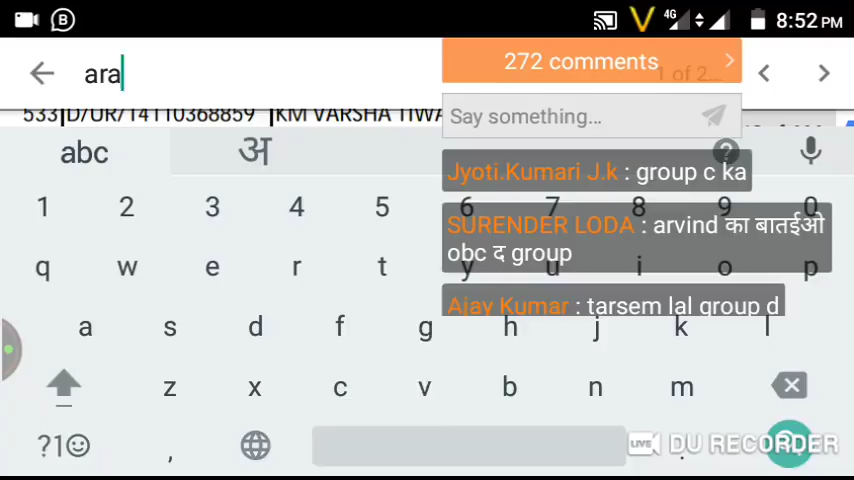 B 4G 8:52 PM
ara
272 comments
1 of 2...
533 D/UR/14110368859 KM VARSHA TIWA
Say something...
abc अ ?
Jyoti.Kumari J.k : group c ka
1 2 3 4 5 6 7 8 9 0
SURENDER LODA : arvind का बातईओ
obc द group
q w e r t y u i o p
Ajay Kumar : tarsem lal group d
a s d f g h j k l
z x c v b n m
?1 , .
LIVE DU RECORDER